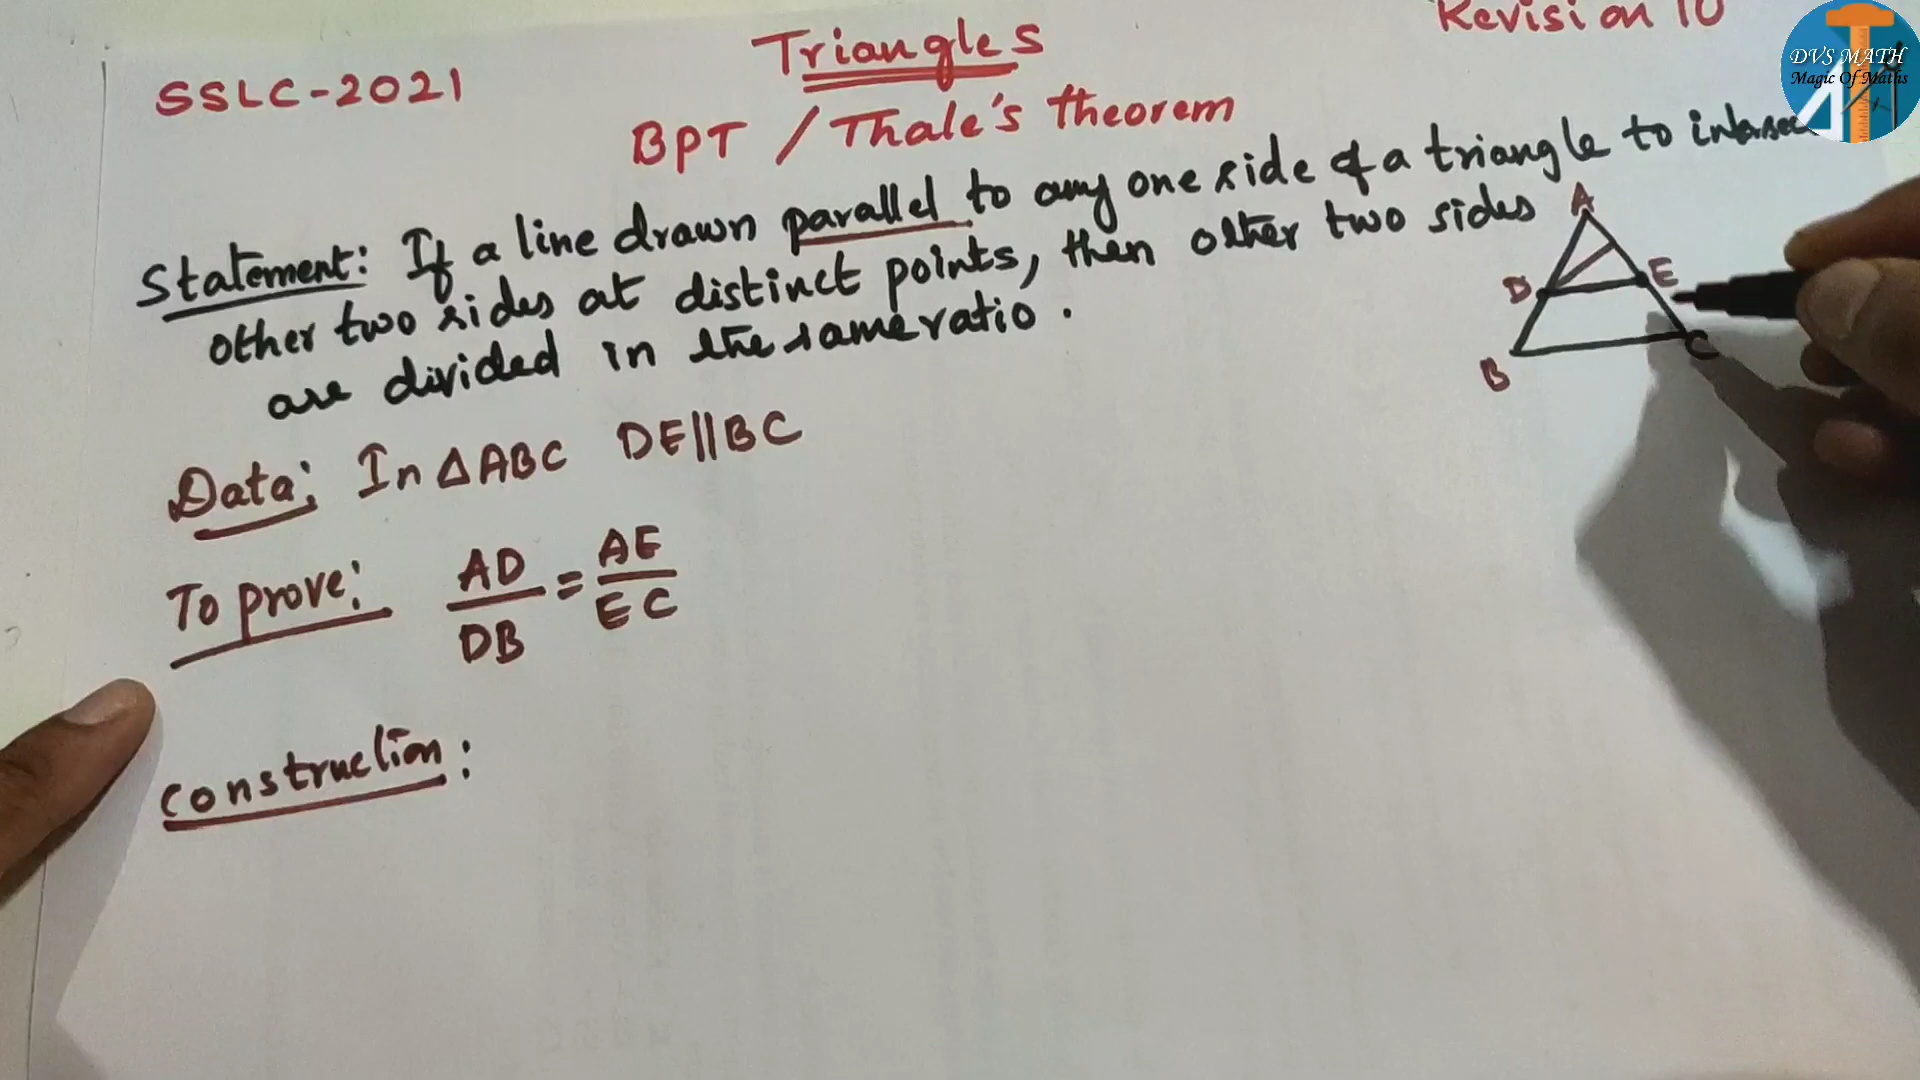 Triangles
Revision 10
SSLC-2021
BPT / Thale's theorem
Statement: If a line drawn parallel to any one side of a triangle to
other two sides at distinct points, then other two sides
are divided in the same ratio.
Data: In △ABC DE||BC
To prove: AD/DB = AE/EC
construction:
A
D
E
B
C
DVS MATH
Magic Of Maths